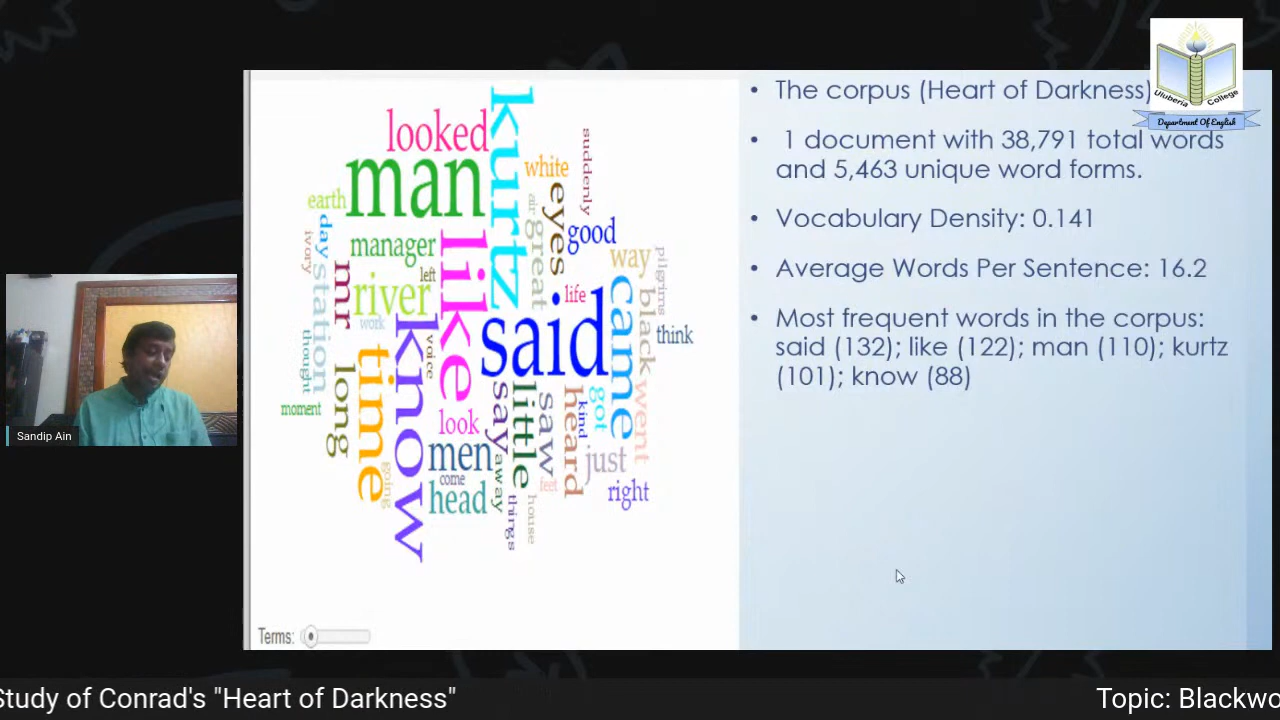 kurtz
looked
suddenly
white
man
eyes
earth
air
great
good
day
ivory
like
manager
way
pilgrims
left
station
mr
river
life
came
black
said
work
know
think
voice
thought
time
long
little
say
saw
heard
kind
got
went
moment
look
men
just
going
come
away
feet
head
right
things
house
Terms:
• The corpus (Heart of Darkness)
• 1 document with 38,791 total words
and 5,463 unique word forms.
• Vocabulary Density: 0.141
• Average Words Per Sentence: 16.2
• Most frequent words in the corpus:
said (132); like (122); man (110); kurtz
(101); know (88)
Uluberia College
Department Of English
Sandip Ain
Study of Conrad's "Heart of Darkness"
Topic: Blackwo